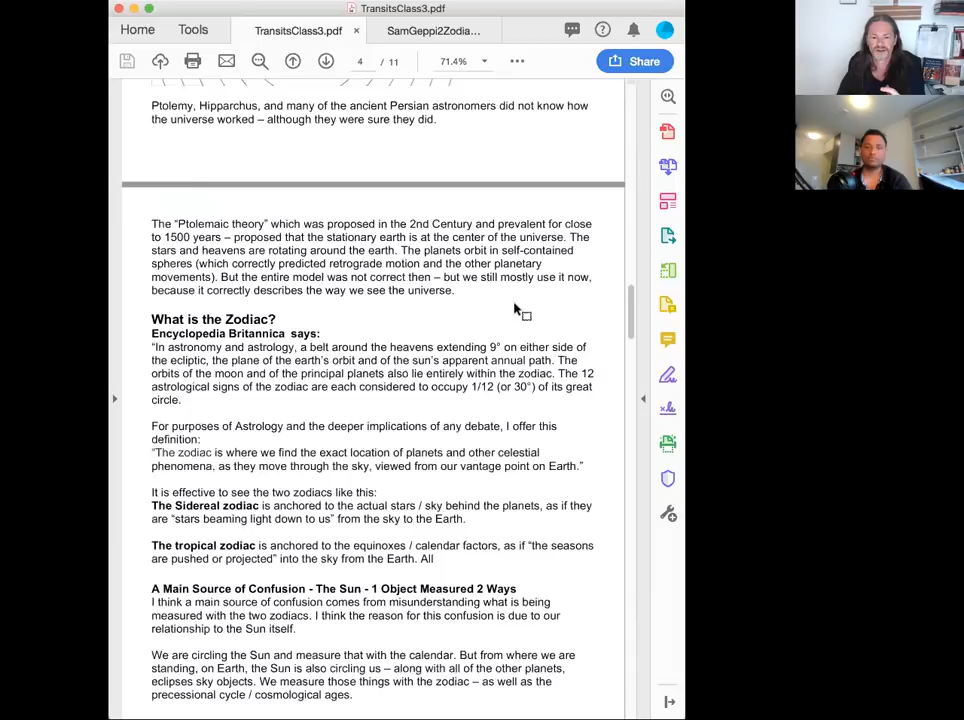 TransitsClass3.pdf
Home
Tools
TransitsClass3.pdf ×
SamGeppi2Zodia...
4 / 11
71.4%
Share
Ptolemy, Hipparchus, and many of the ancient Persian astronomers did not know how
the universe worked – although they were sure they did.
The “Ptolemaic theory” which was proposed in the 2nd Century and prevalent for close
to 1500 years – proposed that the stationary earth is at the center of the universe. The
stars and heavens are rotating around the earth. The planets orbit in self-contained
spheres (which correctly predicted retrograde motion and the other planetary
movements). But the entire model was not correct then – but we still mostly use it now,
because it correctly describes the way we see the universe.
What is the Zodiac?
Encyclopedia Britannica says:
“In astronomy and astrology, a belt around the heavens extending 9° on either side of
the ecliptic, the plane of the earth’s orbit and of the sun’s apparent annual path. The
orbits of the moon and of the principal planets also lie entirely within the zodiac. The 12
astrological signs of the zodiac are each considered to occupy 1/12 (or 30°) of its great
circle.
For purposes of Astrology and the deeper implications of any debate, I offer this
definition:
“The zodiac is where we find the exact location of planets and other celestial
phenomena, as they move through the sky, viewed from our vantage point on Earth.”
It is effective to see the two zodiacs like this:
The Sidereal zodiac is anchored to the actual stars / sky behind the planets, as if they
are “stars beaming light down to us” from the sky to the Earth.
The tropical zodiac is anchored to the equinoxes / calendar factors, as if “the seasons
are pushed or projected” into the sky from the Earth. All
A Main Source of Confusion - The Sun - 1 Object Measured 2 Ways
I think a main source of confusion comes from misunderstanding what is being
measured with the two zodiacs. I think the reason for this confusion is due to our
relationship to the Sun itself.
We are circling the Sun and measure that with the calendar. But from where we are
standing, on Earth, the Sun is also circling us – along with all of the other planets,
eclipses sky objects. We measure those things with the zodiac – as well as the
precessional cycle / cosmological ages.